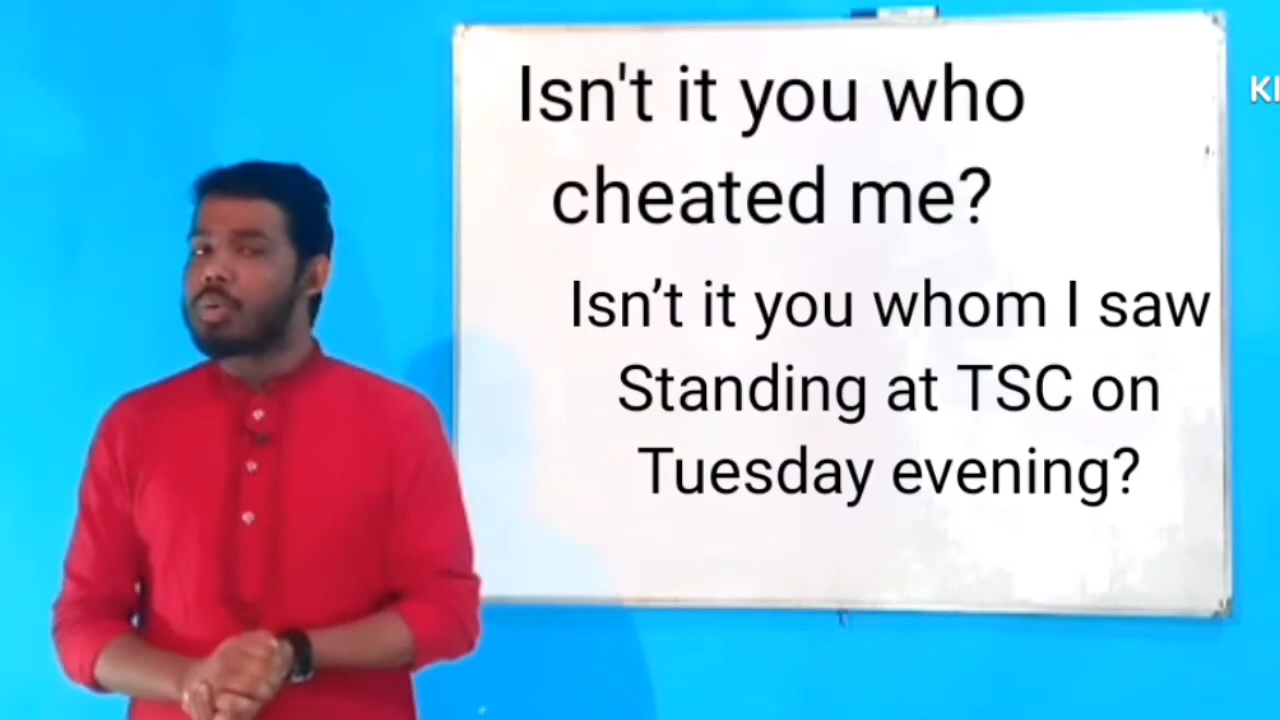 Isn't it you who
cheated me?
Isn’t it you whom I saw
Standing at TSC on
Tuesday evening?